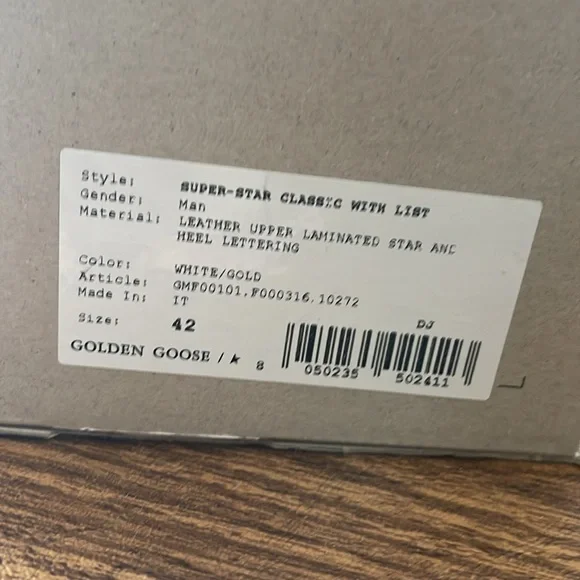 Style: SUPER-STAR CLASSIC WITH LIST
Gender: Man
Material: LEATHER UPPER LAMINATED STAR AND
HEEL LETTERING
Color: WHITE/GOLD
Article: GMF00101.F000316.10272
Made In: IT
Size: 42 DJ
GOLDEN GOOSE / ★ 8 050235 502411